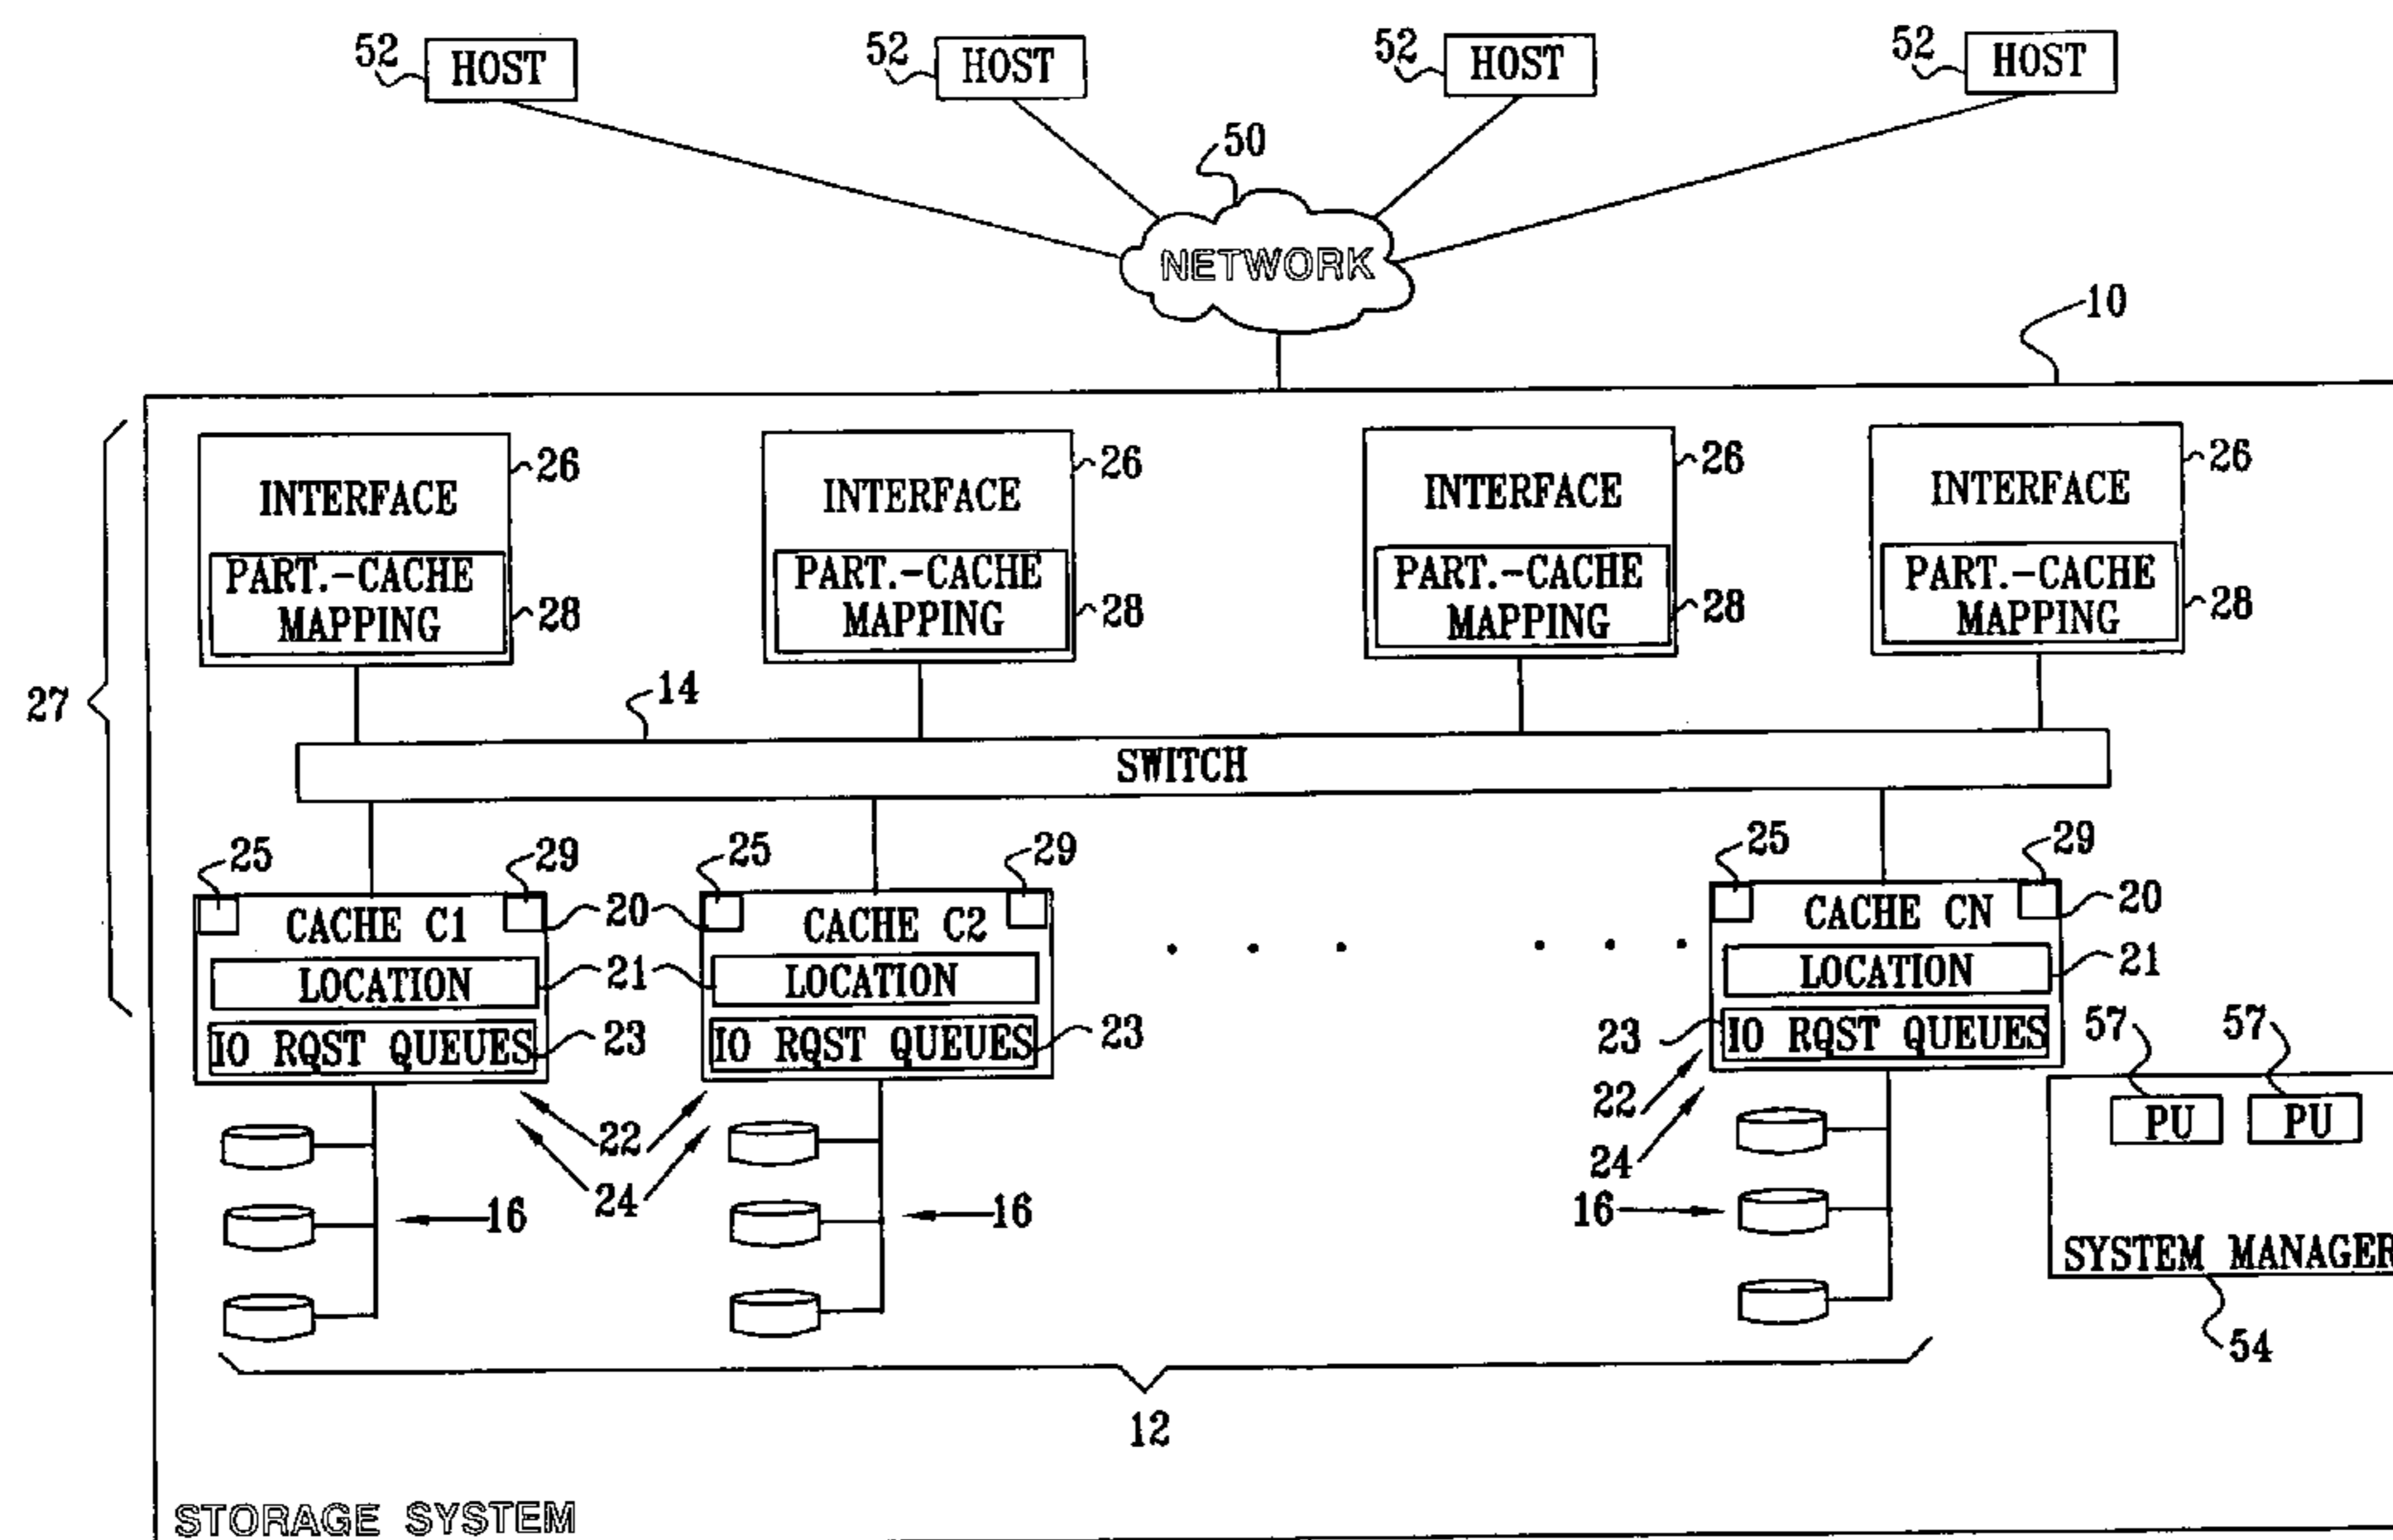 52 HOST 52 HOST 52 HOST 52 HOST
50
NETWORK
10
INTERFACE 26 INTERFACE 26 INTERFACE 26 INTERFACE 26
PART.-CACHE PART.-CACHE PART.-CACHE PART.-CACHE
MAPPING 28 MAPPING 28 MAPPING 28 MAPPING 28
27
14
SWITCH
25 29 25 29 25 29
CACHE C1 20 CACHE C2 CACHE CN 20
LOCATION 21 LOCATION LOCATION 21
IO RQST QUEUES 23 IO RQST QUEUES 23 23 IO RQST QUEUES 57 57
22 22 PU PU
24 24
16 16 16
SYSTEM MANAGER
54
12
STORAGE SYSTEM